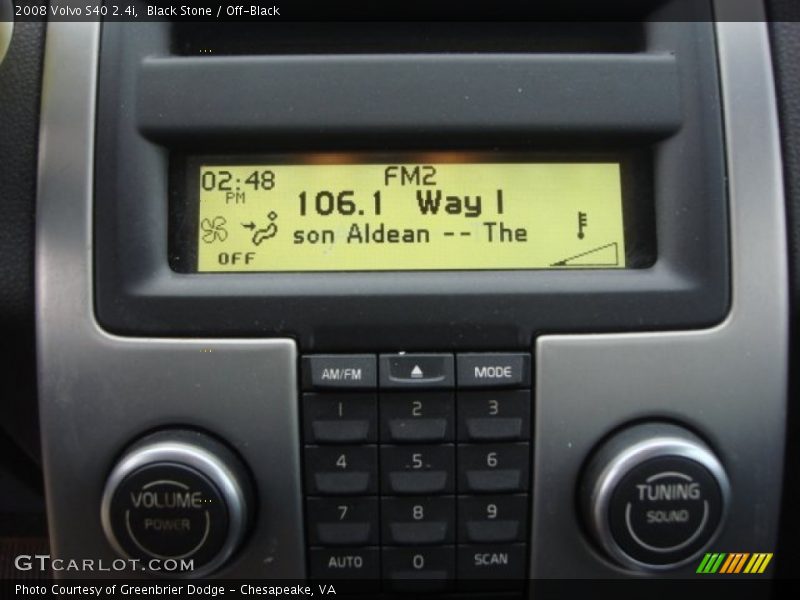 2008 Volvo S40 2.4i, Black Stone / Off-Black
02:48 PM
FM2
106.1 Way I
son Aldean -- The
OFF
AM/FM
MODE
1 2 3
4 5 6
7 8 9
AUTO 0 SCAN
VOLUME
POWER
TUNING
SOUND
GTCARLOT.COM
Photo Courtesy of Greenbrier Dodge - Chesapeake, VA